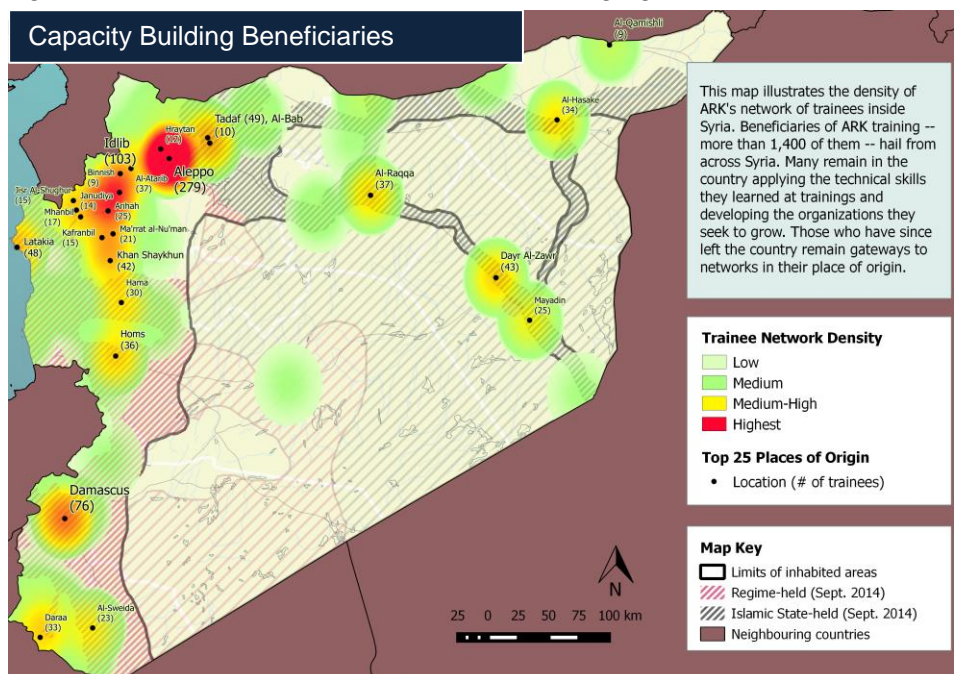 Capacity Building Beneficiaries
Al-Qamishli
(9)
Al-Hasake
(34)
Tadaf (49), Al-Bab
(10)
Hraytan
Idlib
(103)
Aleppo
(279)
Binnish
(9)
Al-Atarib
(37)
Jisr Al-Shughur
(15)
Janudiya
(14)
Mhanbil
(17)
(25)
Kafranbil
(15)
Ma'rrat al-Nu'man
(21)
Latakia
(48)
Khan Shaykhun
(42)
Hama
(30)
Homs
(36)
Al-Raqqa
(37)
Dayr Al-Zawr
(43)
Mayadin
(25)
Damascus
(76)
Daraa
(33)
Al-Sweida
(23)
This map illustrates the density of
ARK's network of trainees inside
Syria. Beneficiaries of ARK training --
more than 1,400 of them -- hail from
across Syria. Many remain in the
country applying the technical skills
they learned at trainings and
developing the organizations they
seek to grow. Those who have since
left the country remain gateways to
networks in their place of origin.
Trainee Network Density
Low
Medium
Medium-High
Highest
Top 25 Places of Origin
Location (# of trainees)
Map Key
Limits of inhabited areas
Regime-held (Sept. 2014)
Islamic State-held (Sept. 2014)
Neighbouring countries
N
25 0 25 50 75 100 km